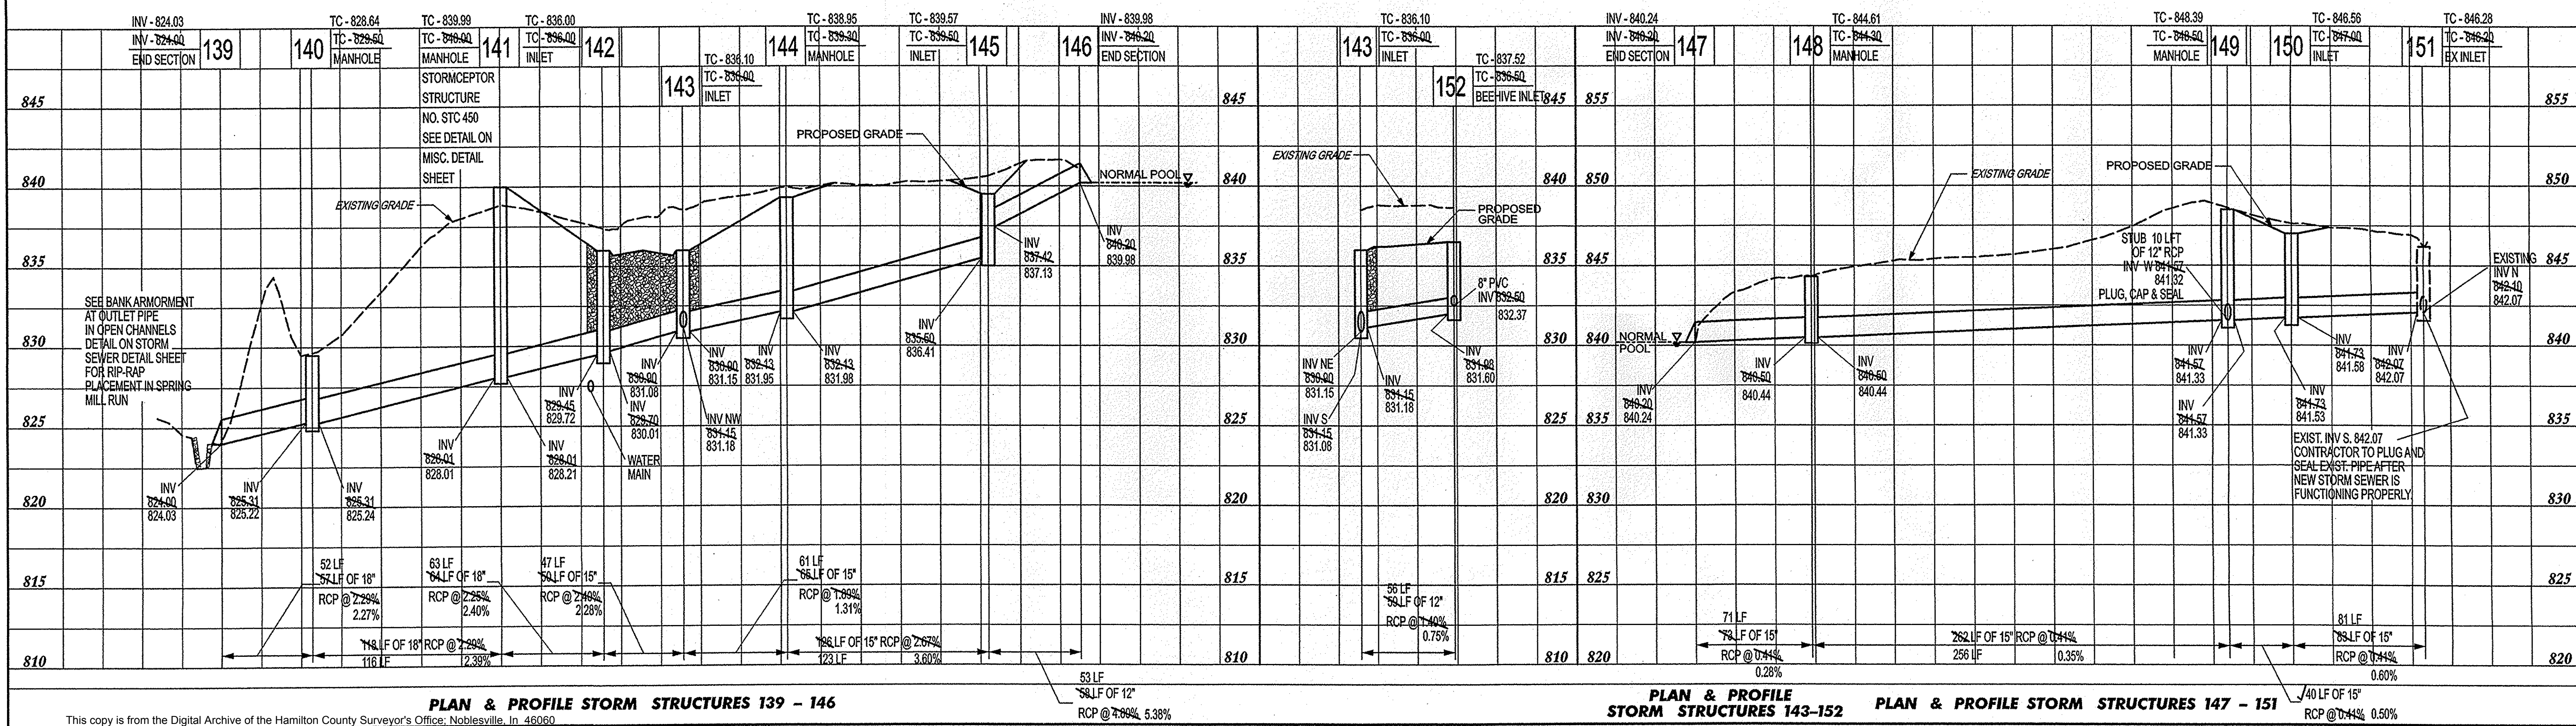 INV - 824.03
INV - 824.00
END SECTION
139
TC - 828.64
TC - 829.50
MANHOLE
140
TC - 839.99
TC - 840.00
MANHOLE
141
STORMCEPTOR
STRUCTURE
NO. STC 450
SEE DETAIL ON
MISC. DETAIL
SHEET
TC - 836.00
TC - 836.00
INLET
142
143
TC - 836.10
TC - 836.00
INLET
TC - 838.95
TC - 839.30
MANHOLE
144
TC - 839.57
TC - 839.50
INLET
145
146
INV - 839.98
INV - 840.20
END SECTION
143
TC - 836.10
TC - 836.00
INLET
152
TC - 837.52
TC - 836.50
BEEHIVE INLET
INV - 840.24
INV - 840.20
END SECTION
147
148
TC - 844.61
TC - 844.30
MANHOLE
TC - 848.39
TC - 848.50
MANHOLE
149
150
TC - 846.56
TC - 847.00
INLET
151
TC - 846.28
TC - 846.20
EX INLET
845
840
835
830
825
820
815
810
845
840
835
830
825
820
815
810
845
840
835
830
825
820
815
810
855
850
845
840
835
830
825
820
855
850
845
840
835
830
825
820
EXISTING GRADE
PROPOSED GRADE
NORMAL POOL
SEE BANK ARMORMENT
AT OUTLET PIPE
IN OPEN CHANNELS
DETAIL ON STORM
SEWER DETAIL SHEET
FOR RIP-RAP
PLACEMENT IN SPRING
MILL RUN
INV
824.00
824.03
INV
825.31
825.22
INV
825.31
825.24
INV
828.01
828.01
INV
828.01
828.21
INV
829.45
829.72
INV
829.70
830.01
INV
830.90
831.08
WATER
MAIN
INV
830.90
831.15
INV NW
831.15
831.18
INV
832.13
831.95
INV
832.13
831.98
INV
835.60
836.41
INV
837.42
837.13
INV
840.20
839.98
EXISTING GRADE
PROPOSED
GRADE
8" PVC
INV 832.50
832.37
INV NE
830.90
831.15
INV S
831.15
831.08
INV
831.15
831.18
INV
831.98
831.60
EXISTING GRADE
PROPOSED GRADE
NORMAL
POOL
INV
840.20
840.24
INV
840.50
840.44
INV
840.50
840.44
STUB 10 LFT
OF 12" RCP
INV W 841.57
841.32
PLUG, CAP & SEAL
INV
841.57
841.33
INV
841.57
841.33
INV
841.73
841.53
INV
841.73
841.58
INV
842.07
842.07
EXISTING
INV N
842.10
842.07
EXIST. INV S. 842.07
CONTRACTOR TO PLUG AND
SEAL EXIST. PIPE AFTER
NEW STORM SEWER IS
FUNCTIONING PROPERLY.
52 LF
57 LF OF 18"
RCP @ 2.29%
2.27%
118 LF OF 18" RCP @ 2.29%
116 LF 2.39%
63 LF
64 LF OF 18"
RCP @ 2.25%
2.40%
47 LF
50 LF OF 15"
RCP @ 2.40%
2.28%
61 LF
65 LF OF 15"
RCP @ 1.89%
1.31%
126 LF OF 15" RCP @ 2.67%
123 LF 3.60%
53 LF
58 LF OF 12"
RCP @ 4.80% 5.38%
56 LF
59 LF OF 12"
RCP @ 1.40%
0.75%
71 LF
73 LF OF 15"
RCP @ 0.41%
0.28%
262 LF OF 15" RCP @ 0.41%
256 LF 0.35%
81 LF
83 LF OF 15"
RCP @ 0.41%
0.60%
40 LF OF 15"
RCP @ 0.41% 0.50%
PLAN & PROFILE STORM STRUCTURES 139 - 146
PLAN & PROFILE
STORM STRUCTURES 143-152
PLAN & PROFILE STORM STRUCTURES 147 - 151
This copy is from the Digital Archive of the Hamilton County Surveyor's Office; Noblesville, In 46060